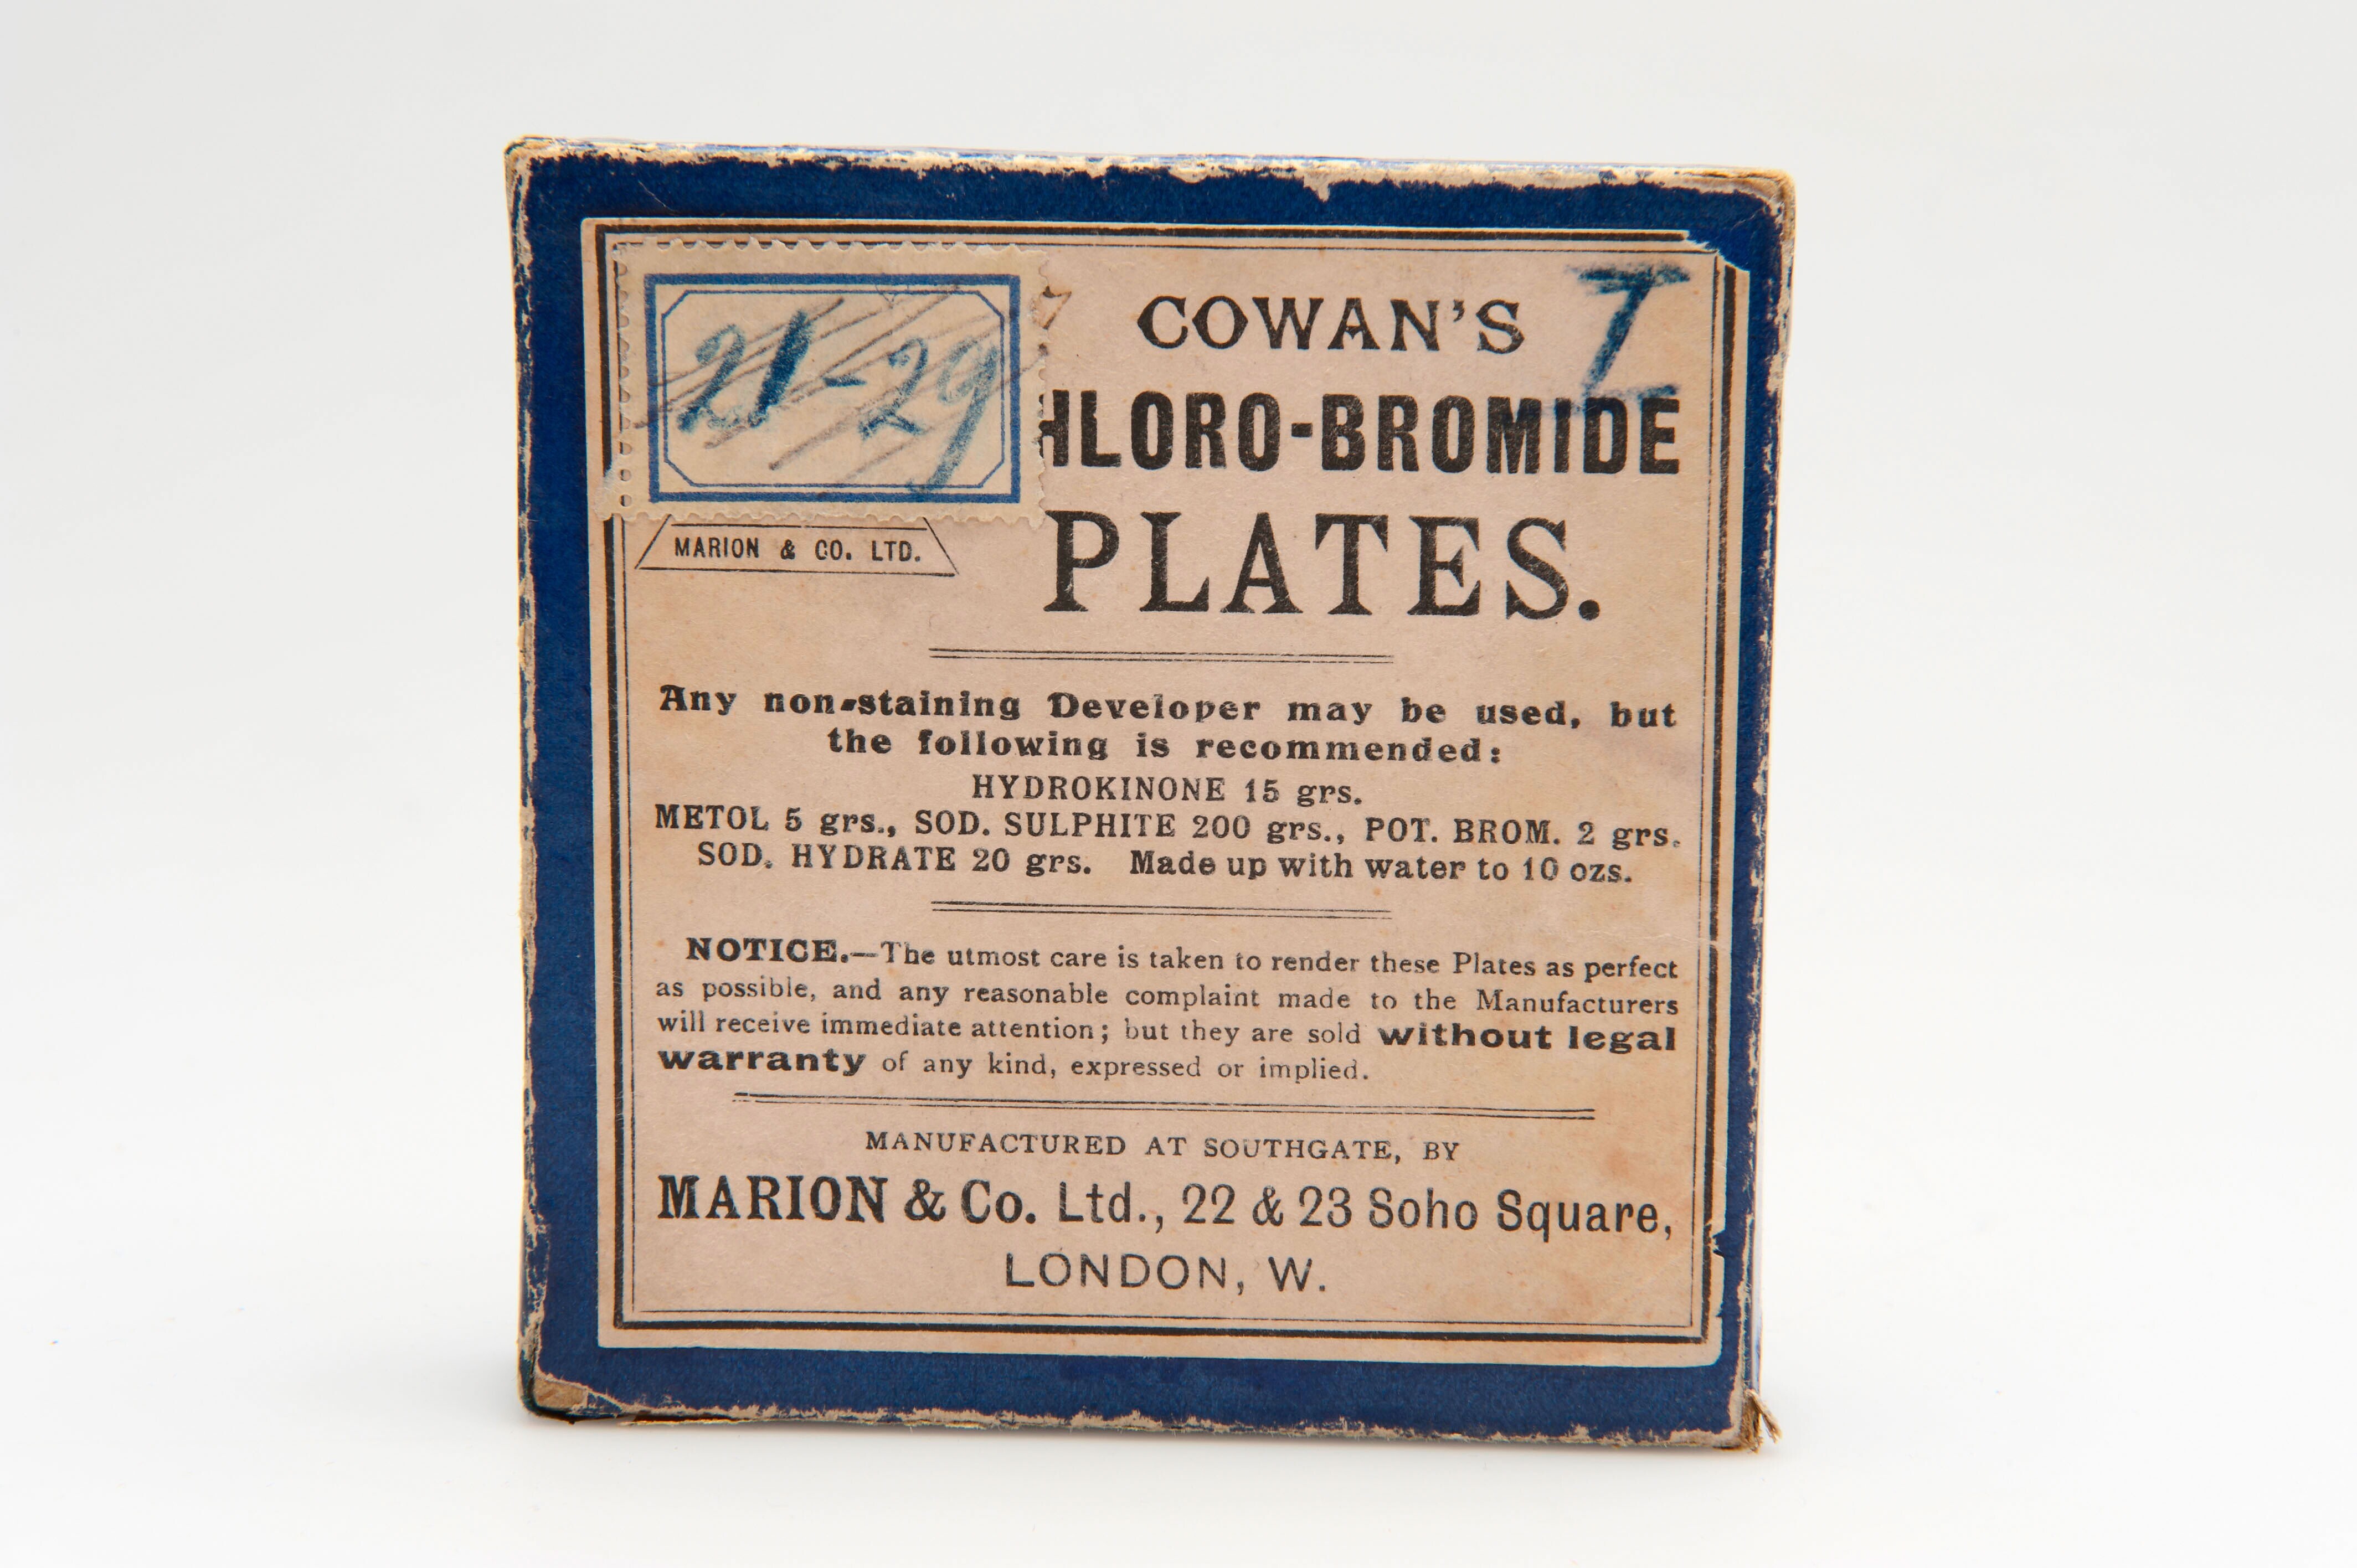 21-29
COWAN'S I
HLORO-BROMIDE
PLATES.
MARION & CO. LTD.
Any non-staining Developer may be used, but
the following is recommended:
HYDROKINONE 15 grs.
METOL 5 grs., SOD. SULPHITE 200 grs., POT. BROM. 2 grs.
SOD. HYDRATE 20 grs. Made up with water to 10 ozs.
NOTICE.—The utmost care is taken to render these Plates as perfect
as possible, and any reasonable complaint made to the Manufacturers
will receive immediate attention; but they are sold without legal
warranty of any kind, expressed or implied.
MANUFACTURED AT SOUTHGATE, BY
MARION & Co. Ltd., 22 & 23 Soho Square,
LONDON, W.